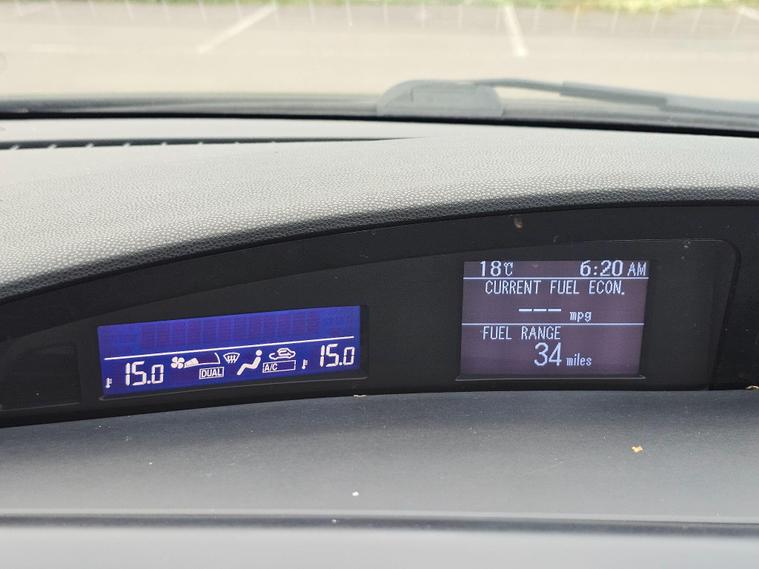 15.0
DUAL
A/C
15.0
18°C 6:20 AM
CURRENT FUEL ECON.
--- mpg
FUEL RANGE
34 miles